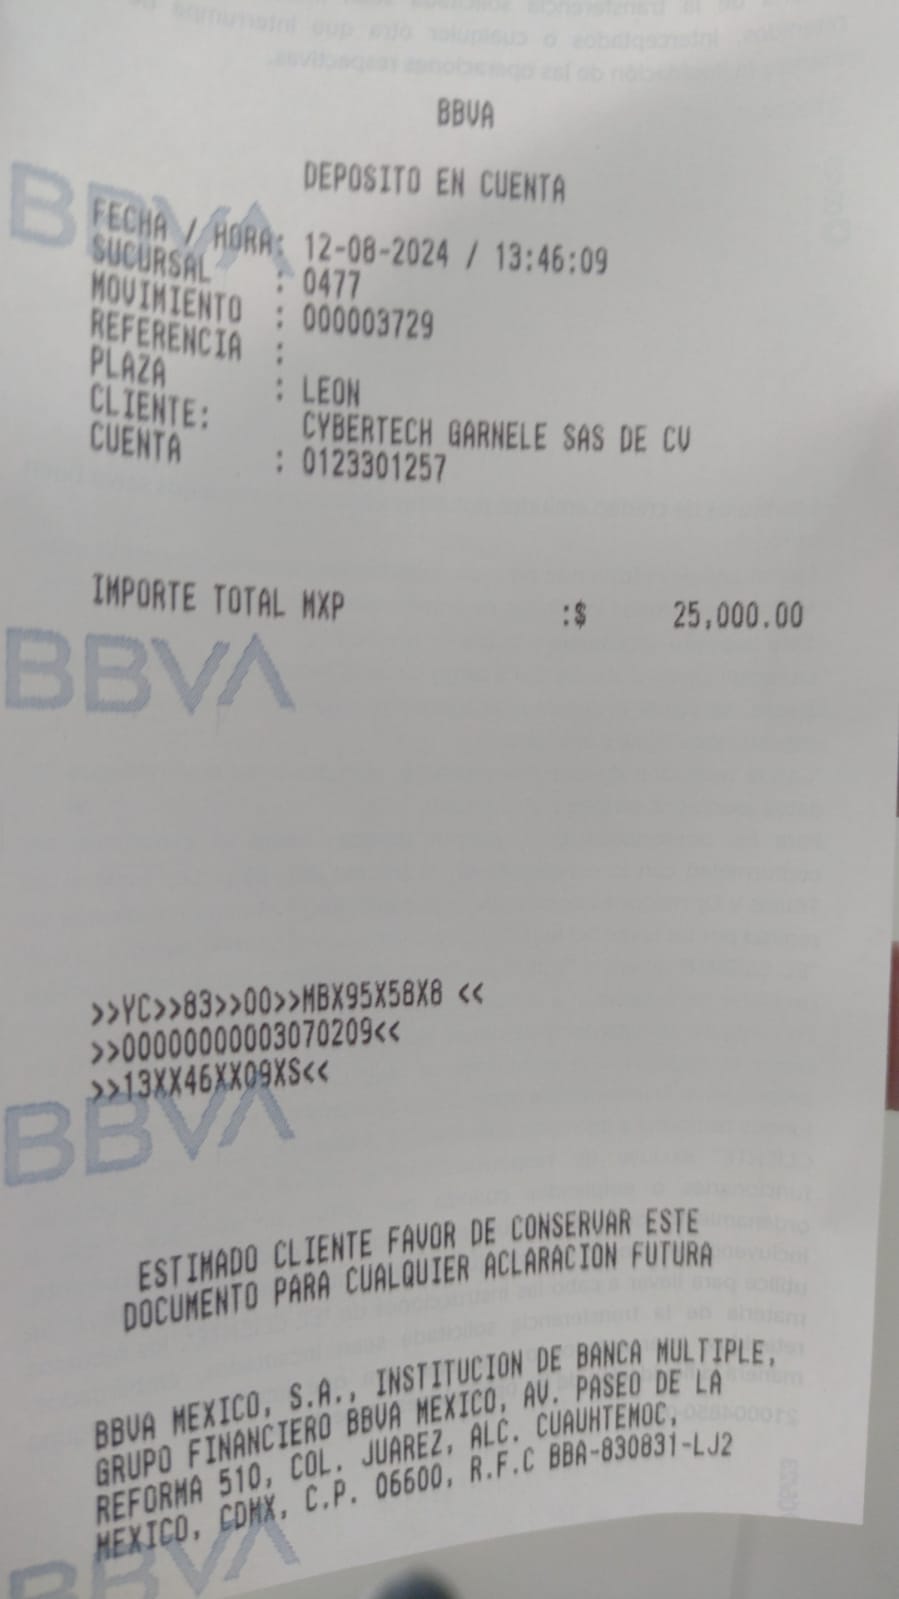 BBVA
DEPOSITO EN CUENTA
FECHA / HORA: 12-08-2024 / 13:46:09
SUCURSAL : 0477
MOVIMIENTO : 000003729
REFERENCIA :
PLAZA : LEON
CLIENTE: CYBERTECH GARNELE SAS DE CV
CUENTA : 0123301257
IMPORTE TOTAL MXP :$ 25,000.00
BBVA
>>YC>>83>>00>>MBX95X58X8 <<
>>00000000003070209<<
>>13XX46XX09XS<<
BBVA
ESTIMADO CLIENTE FAVOR DE CONSERVAR ESTE
DOCUMENTO PARA CUALQUIER ACLARACION FUTURA
BBVA MEXICO, S.A., INSTITUCION DE BANCA MULTIPLE,
GRUPO FINANCIERO BBVA MEXICO, AV. PASEO DE LA
REFORMA 510, COL. JUAREZ, ALC. CUAUHTEMOC,
MEXICO, CDMX, C.P. 06600, R.F.C BBA-830831-LJ2
BBVA